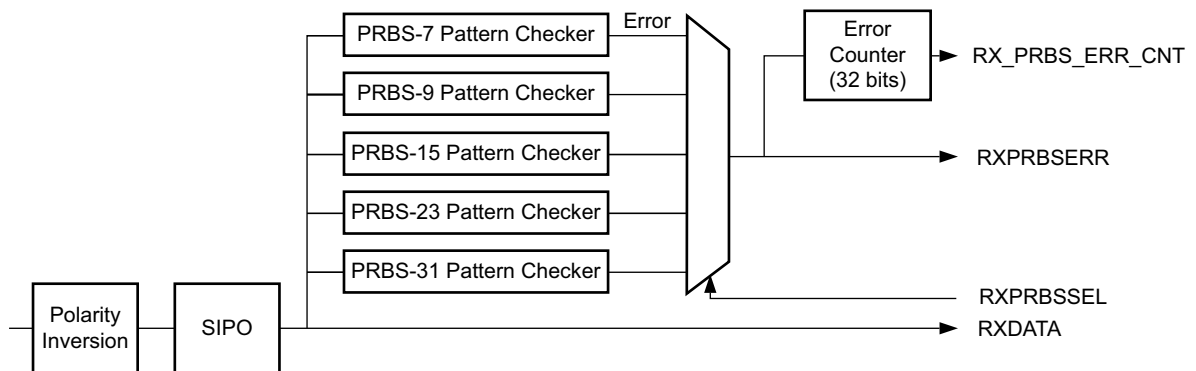 PRBS-7 Pattern Checker
Error
Error
Counter
(32 bits)
RX_PRBS_ERR_CNT
PRBS-9 Pattern Checker
PRBS-15 Pattern Checker
RXPRBSERR
PRBS-23 Pattern Checker
PRBS-31 Pattern Checker
RXPRBSSEL
Polarity
Inversion
SIPO
RXDATA